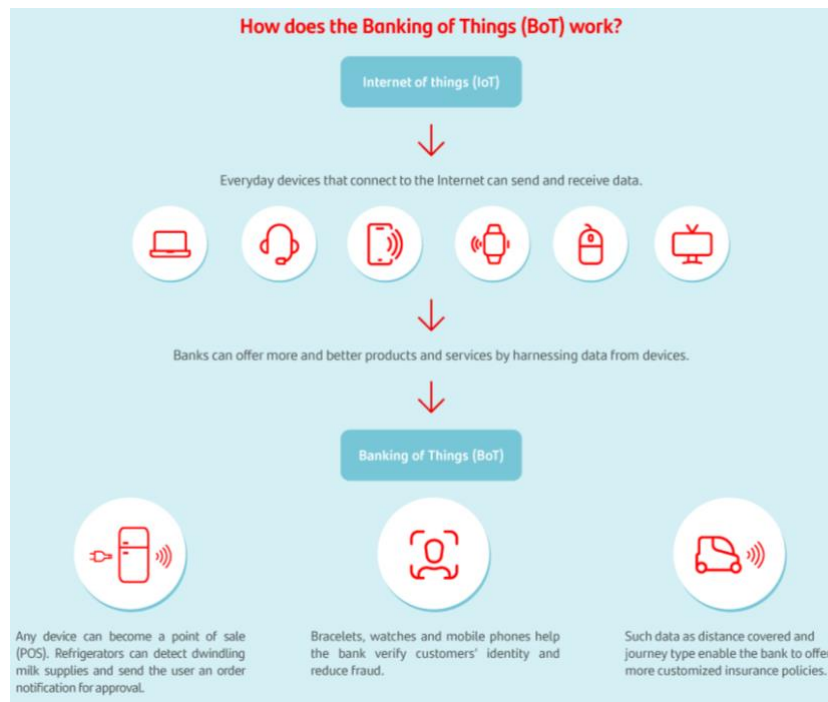 How does the Banking of Things (BoT) work?
Internet of things (IoT)
Everyday devices that connect to the Internet can send and receive data.
Banks can offer more and better products and services by harnessing data from devices.
Banking of Things (BoT)
Any device can become a point of sale
(POS). Refrigerators can detect dwindling
milk supplies and send the user an order
notification for approval.
Bracelets, watches and mobile phones help
the bank verify customers' identity and
reduce fraud.
Such data as distance covered and
journey type enable the bank to offer
more customized insurance policies.